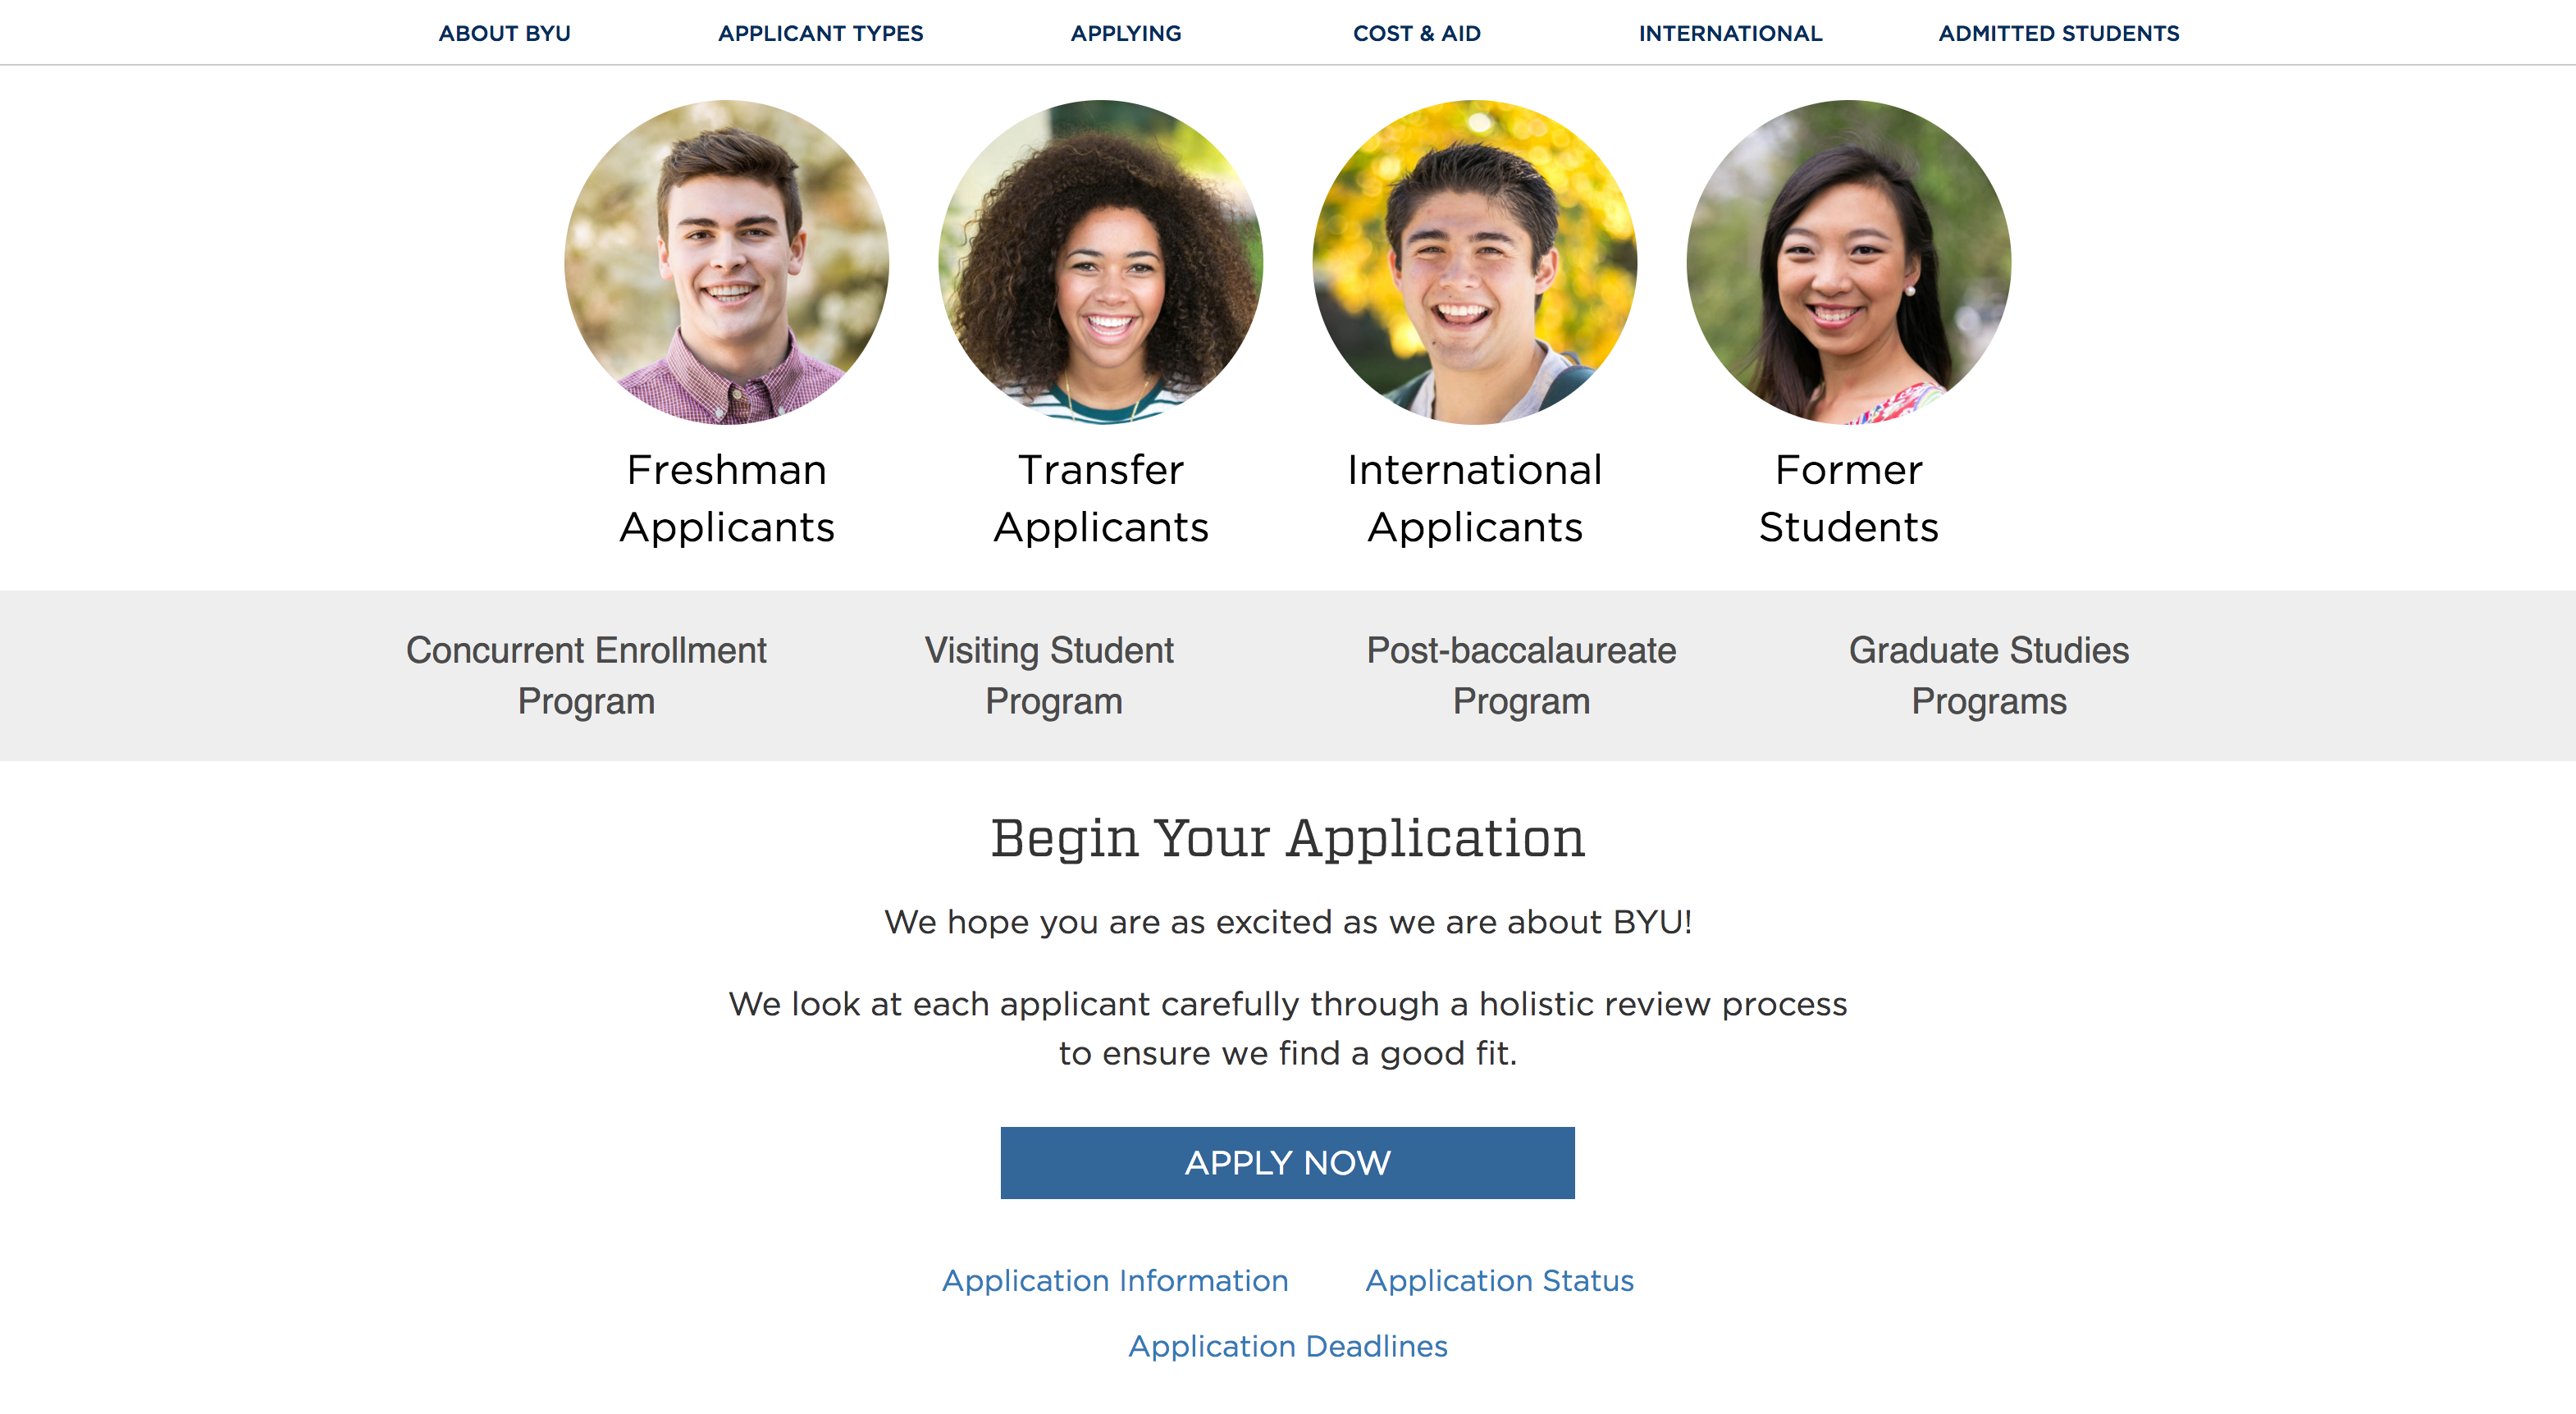 ABOUT BYU
APPLICANT TYPES
APPLYING
COST & AID
INTERNATIONAL
ADMITTED STUDENTS
Freshman
Applicants
Transfer
Applicants
International
Applicants
Former
Students
Concurrent Enrollment
Program
Visiting Student
Program
Post-baccalaureate
Program
Graduate Studies
Programs
Begin Your Application
We hope you are as excited as we are about BYU!
We look at each applicant carefully through a holistic review process
to ensure we find a good fit.
APPLY NOW
Application Information
Application Status
Application Deadlines